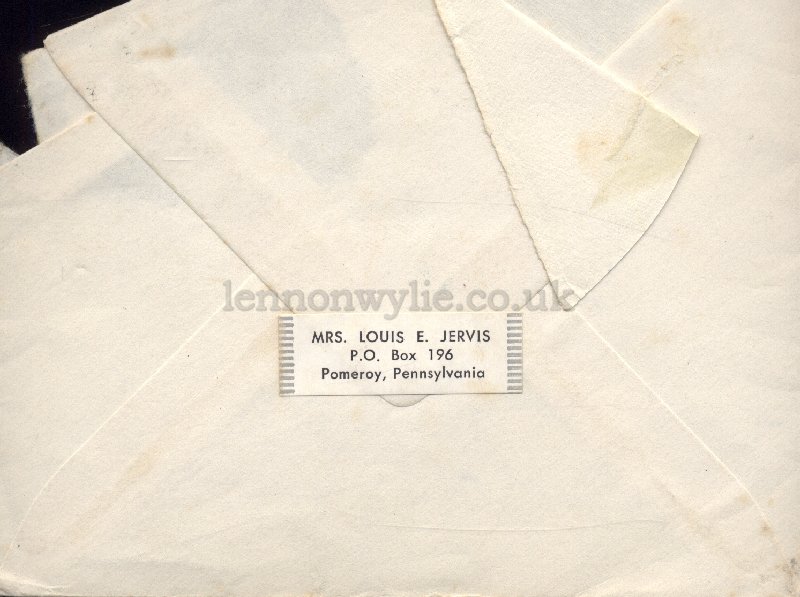 lennonwylie.co.uk
MRS. LOUIS E. JERVIS
P.O. Box 196
Pomeroy, Pennsylvania